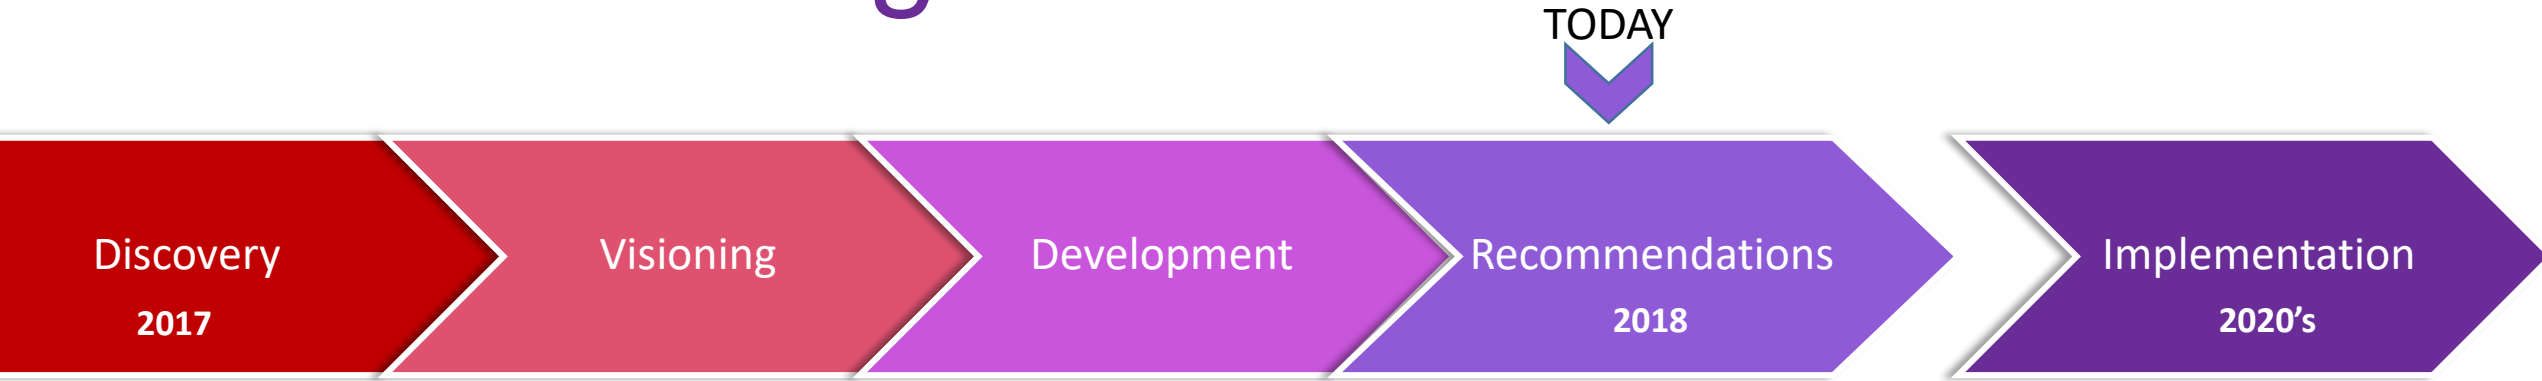 TODAY
Discovery
2017
Visioning
Development
Recommendations
2018
Implementation
2020’s